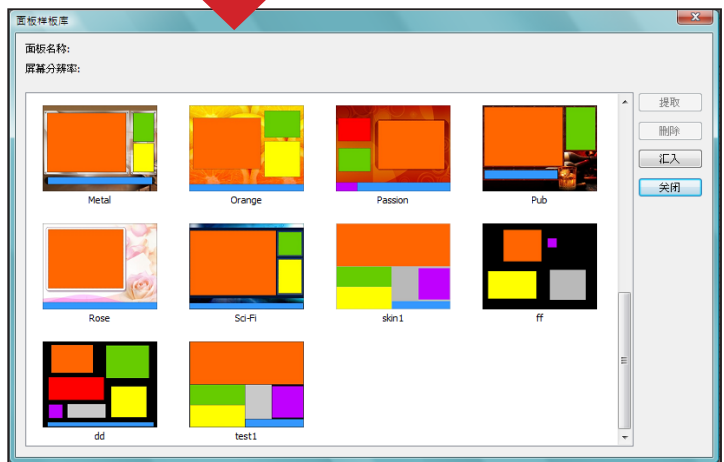 面板样板库
面板名称:
屏幕分辨率:
提取
删除
汇入
关闭
Metal
Orange
Passion
Pub
Rose
Sci-Fi
skin1
ff
dd
test1